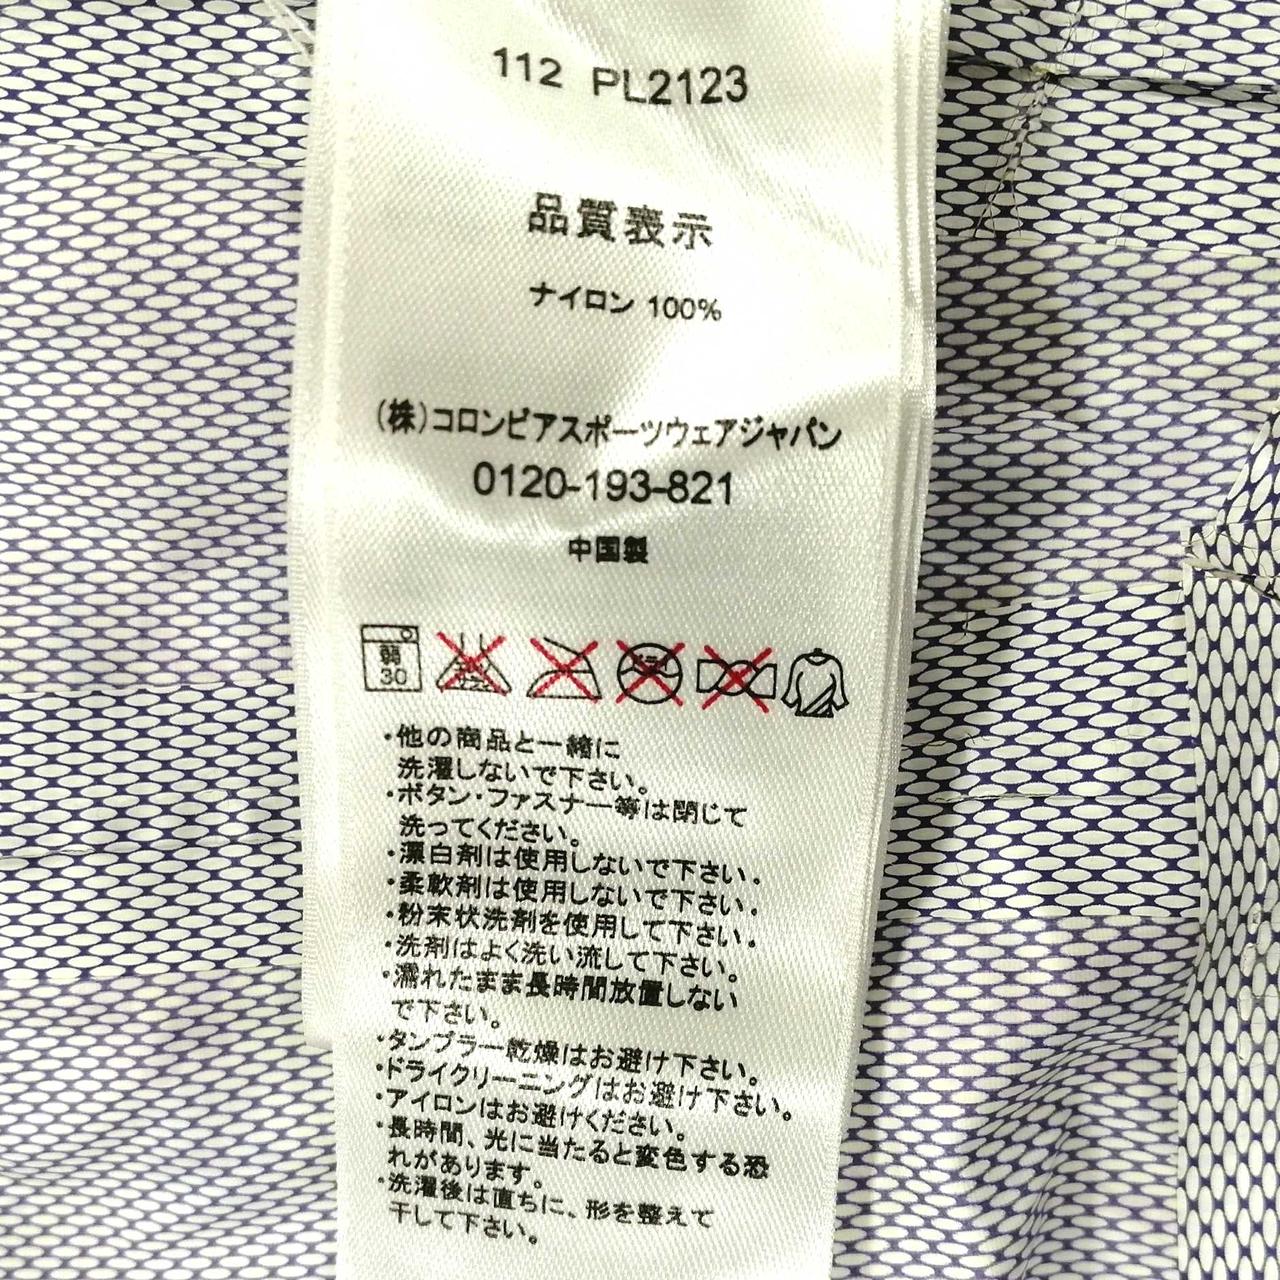 112 PL2123
品質表示
ナイロン 100%
(株)コロンビアスポーツウェアジャパン
0120-193-821
中国製
弱
30
・他の商品と一緒に
洗濯しないで下さい。
・ボタン・ファスナー等は閉じて
洗ってください。
・漂白剤は使用しないで下さい。
・柔軟剤は使用しないで下さい。
・粉末状洗剤を使用して下さい。
・洗剤はよく洗い流して下さい。
・濡れたまま長時間放置しない
で下さい。
・タンブラー乾燥はお避け下さい。
・ドライクリーニングはお避け下さい。
・アイロンはお避けください。
・長時間、光に当たると変色する恐
れがあります。
・洗濯後は直ちに、形を整えて
干して下さい。